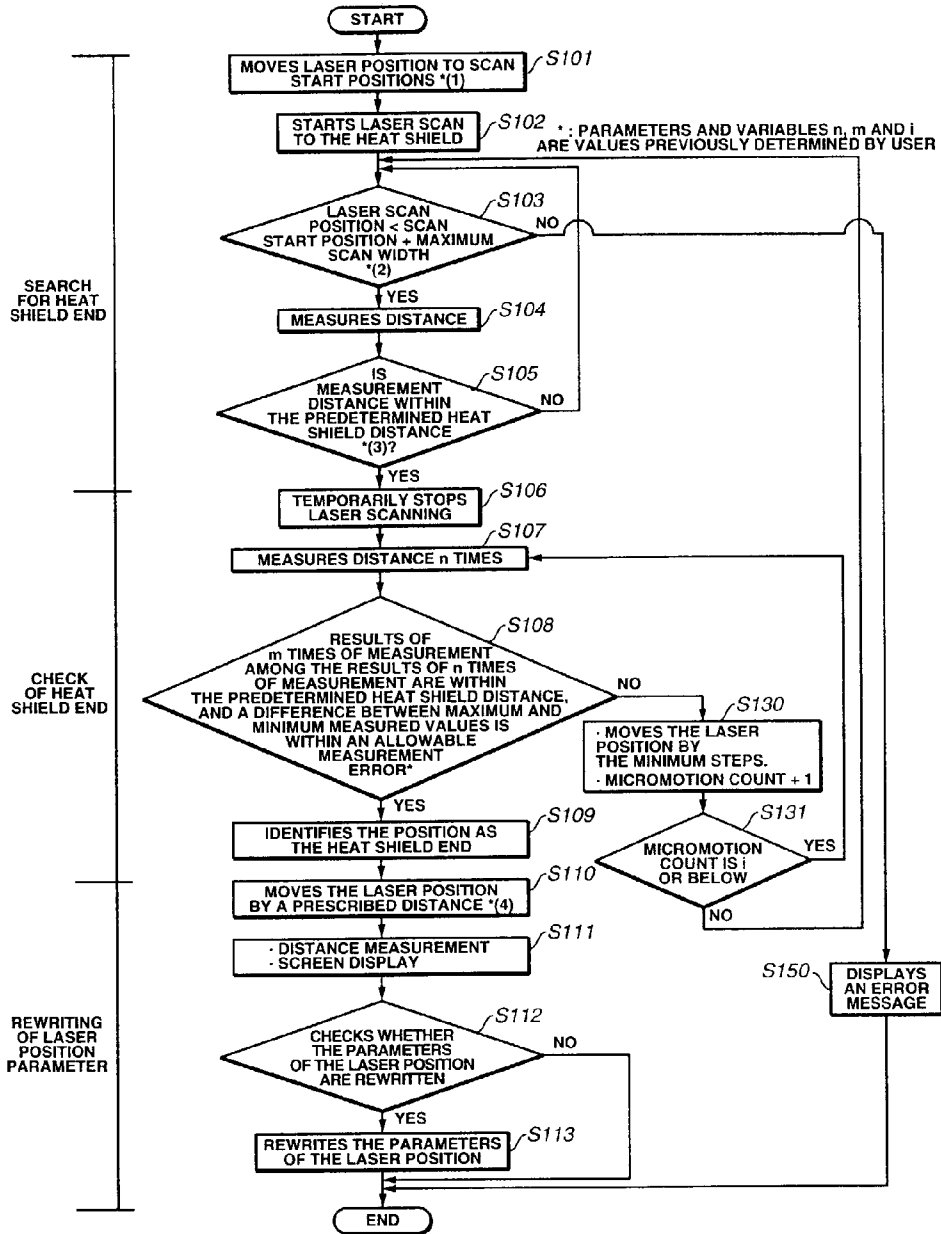 START
S101
MOVES LASER POSITION TO SCAN
START POSITIONS *(1)
S102
STARTS LASER SCAN
TO THE HEAT SHIELD
* : PARAMETERS AND VARIABLES n, m AND i
ARE VALUES PREVIOUSLY DETERMINED BY USER
S103
LASER SCAN
POSITION < SCAN
START POSITION + MAXIMUM
SCAN WIDTH
*(2)
NO
YES
SEARCH
FOR HEAT
SHIELD END
S104
MEASURES DISTANCE
S105
IS
MEASUREMENT
DISTANCE WITHIN
THE PREDETERMINED HEAT
SHIELD DISTANCE
*(3)?
NO
YES
S106
TEMPORARILY STOPS
LASER SCANNING
S107
MEASURES DISTANCE n TIMES
S108
RESULTS OF
m TIMES OF MEASUREMENT
AMONG THE RESULTS OF n TIMES
OF MEASUREMENT ARE WITHIN
THE PREDETERMINED HEAT SHIELD DISTANCE,
AND A DIFFERENCE BETWEEN MAXIMUM AND
MINIMUM MEASURED VALUES IS
WITHIN AN ALLOWABLE
MEASUREMENT
ERROR*
NO
YES
CHECK
OF HEAT
SHIELD END
S130
· MOVES THE LASER
POSITION BY
THE MINIMUM STEPS.
· MICROMOTION COUNT + 1
S131
MICROMOTION
COUNT IS i
OR BELOW
YES
NO
S109
IDENTIFIES THE POSITION AS
THE HEAT SHIELD END
S110
MOVES THE LASER POSITION
BY A PRESCRIBED DISTANCE *(4)
S111
· DISTANCE MEASUREMENT
· SCREEN DISPLAY
S150
DISPLAYS
AN ERROR
MESSAGE
REWRITING
OF LASER
POSITION
PARAMETER
S112
CHECKS WHETHER
THE PARAMETERS
OF THE LASER POSITION
ARE REWRITTEN
NO
YES
S113
REWRITES THE PARAMETERS
OF THE LASER POSITION
END